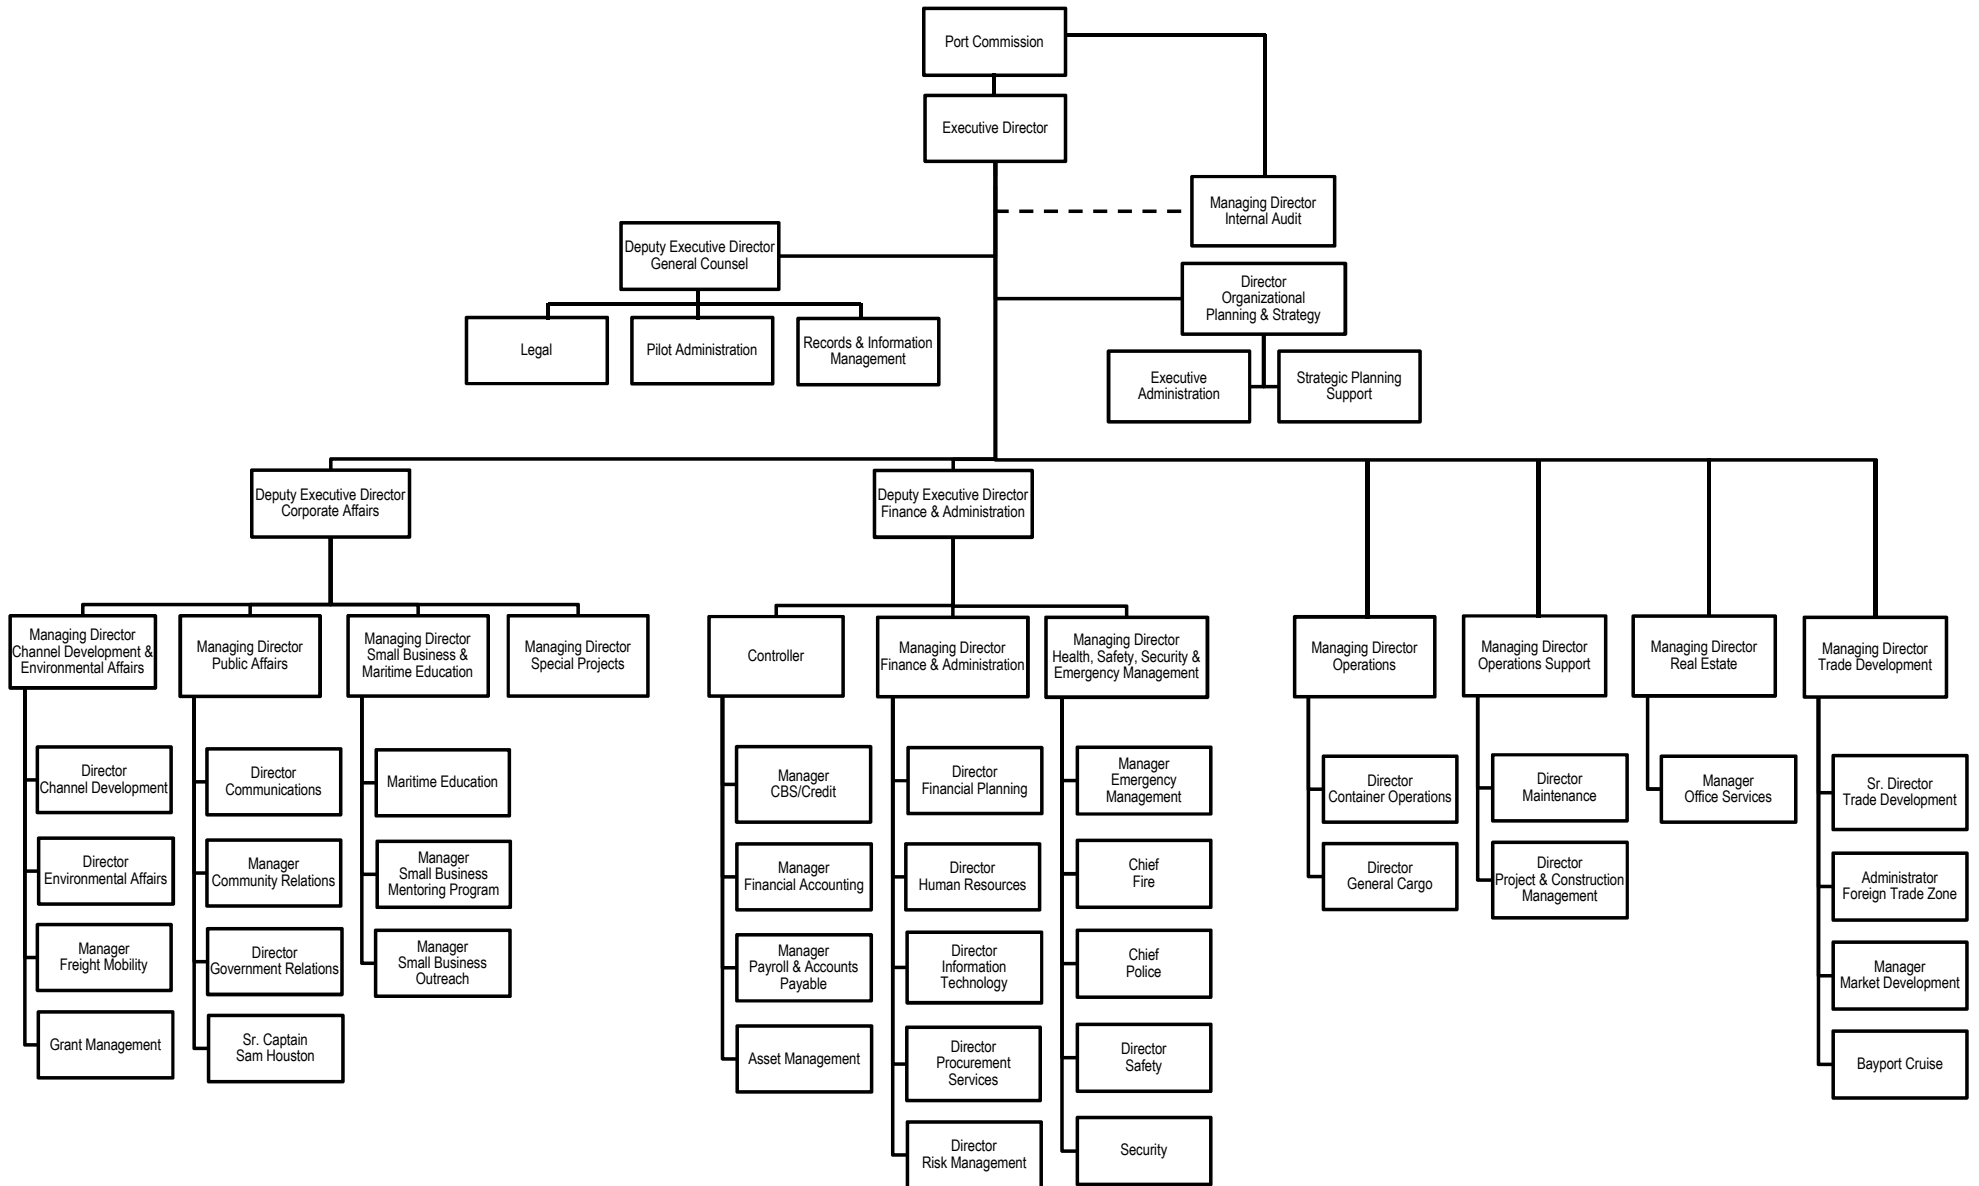 Port Commission
Executive Director
Managing Director
Internal Audit
Deputy Executive Director
General Counsel
Director
Organizational
Planning & Strategy
Legal
Pilot Administration
Records & Information
Management
Executive
Administration
Strategic Planning
Support
Deputy Executive Director
Corporate Affairs
Deputy Executive Director
Finance & Administration
Managing Director
Channel Development &
Environmental Affairs
Managing Director
Public Affairs
Managing Director
Small Business &
Maritime Education
Managing Director
Special Projects
Controller
Managing Director
Finance & Administration
Managing Director
Health, Safety, Security &
Emergency Management
Managing Director
Operations
Managing Director
Operations Support
Managing Director
Real Estate
Managing Director
Trade Development
Director
Channel Development
Director
Environmental Affairs
Manager
Freight Mobility
Grant Management
Director
Communications
Manager
Community Relations
Director
Government Relations
Sr. Captain
Sam Houston
Maritime Education
Manager
Small Business
Mentoring Program
Manager
Small Business
Outreach
Manager
CBS/Credit
Manager
Financial Accounting
Manager
Payroll & Accounts
Payable
Asset Management
Director
Financial Planning
Director
Human Resources
Director
Information
Technology
Director
Procurement
Services
Director
Risk Management
Manager
Emergency
Management
Chief
Fire
Chief
Police
Director
Safety
Security
Director
Container Operations
Director
General Cargo
Director
Maintenance
Director
Project & Construction
Management
Manager
Office Services
Sr. Director
Trade Development
Administrator
Foreign Trade Zone
Manager
Market Development
Bayport Cruise